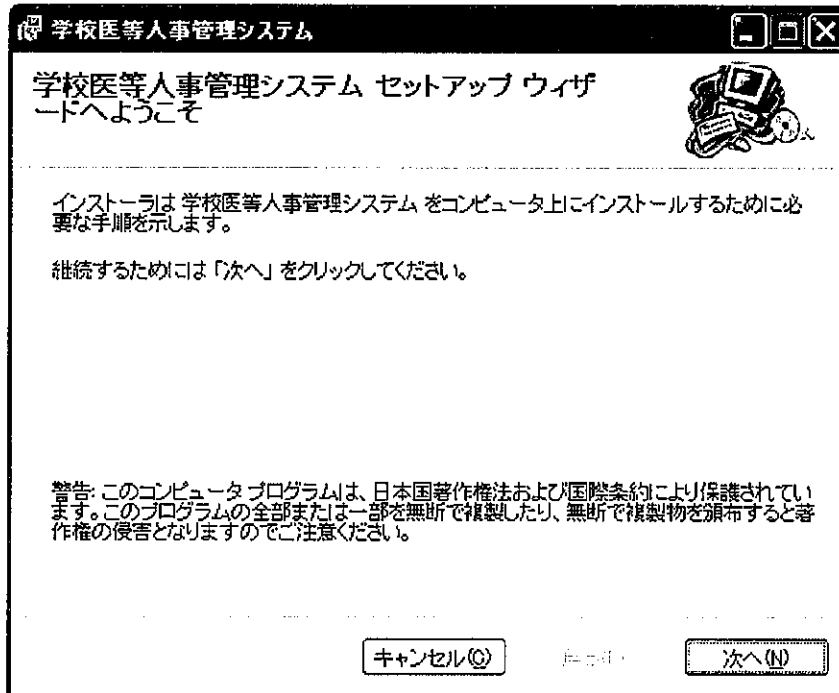 学校医等人事管理システム
学校医等人事管理システム セットアップ ウィザ
ードへようこそ
インストーラは 学校医等人事管理システム をコンピュータ上にインストールするために必
要な手順を示します。
継続するためには「次へ」をクリックしてください。
警告: このコンピュータ プログラムは、日本国著作権法および国際条約により保護されてい
ます。このプログラムの全部または一部を無断で複製したり、無断で複製物を頒布すると著
作権の侵害となりますのでご注意ください。
キャンセル(C)
次へ(N)